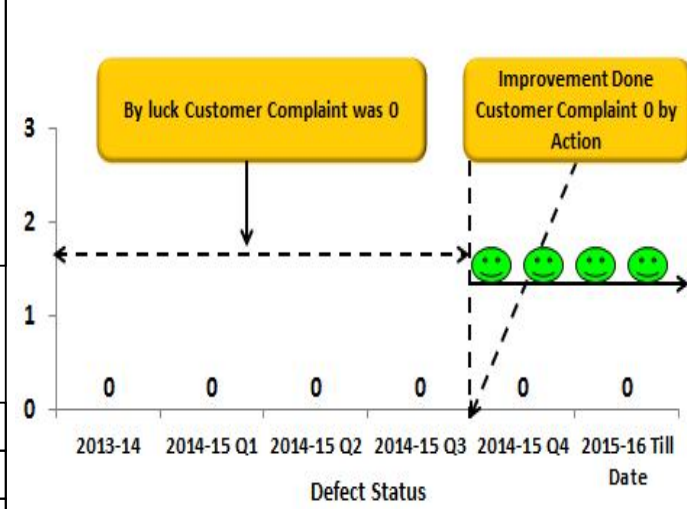 By luck Customer Complaint was 0
Improvement Done
Customer Complaint 0 by
Action
3
2
1
0
0 0 0 0 0 0
2013-14 2014-15 Q1 2014-15 Q2 2014-15 Q3 2014-15 Q4 2015-16 Till
Date
Defect Status